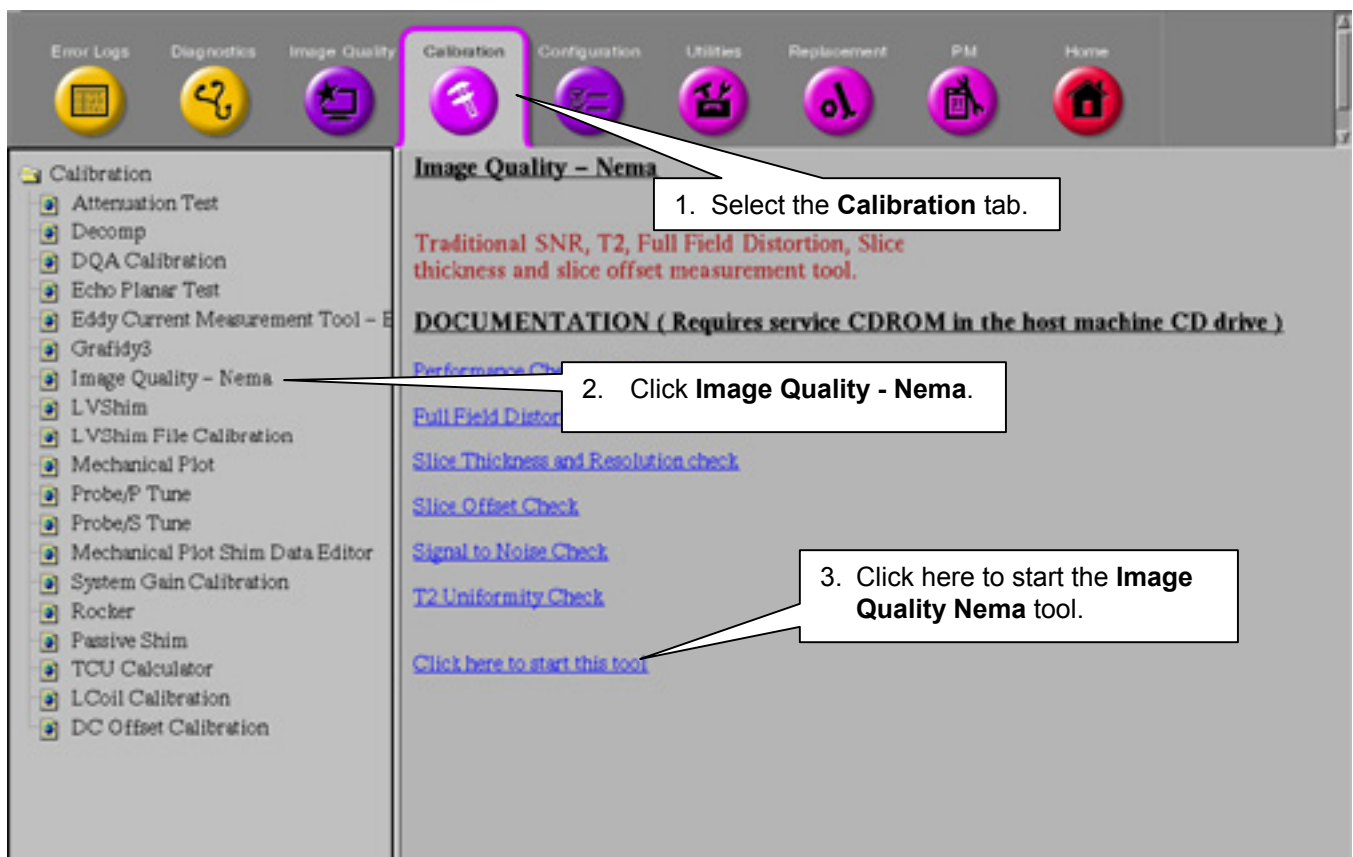 Error Logs
Diagnostics
Image Quality
Calibration
Configuration
Utilities
Replacement
PM
Home
Calibration
Attenuation Test
Decomp
DQA Calibration
Echo Planar Test
Eddy Current Measurement Tool – E
Grafidy3
Image Quality – Nema
LVShim
LVShim File Calibration
Mechanical Plot
Probe/P Tune
Probe/S Tune
Mechanical Plot Shim Data Editor
System Gain Calibration
Rocker
Passive Shim
TCU Calculator
LCoil Calibration
DC Offset Calibration
Image Quality – Nema
1. Select the Calibration tab.
Traditional SNR, T2, Full Field Distortion, Slice
thickness and slice offset measurement tool.
DOCUMENTATION ( Requires service CDROM in the host machine CD drive )
Performance Che
2. Click Image Quality - Nema.
Full Field Distor
Slice Thickness and Resolution check
Slice Offset Check
Signal to Noise Check
T2 Uniformity Check
3. Click here to start the Image
Quality Nema tool.
Click here to start this tool